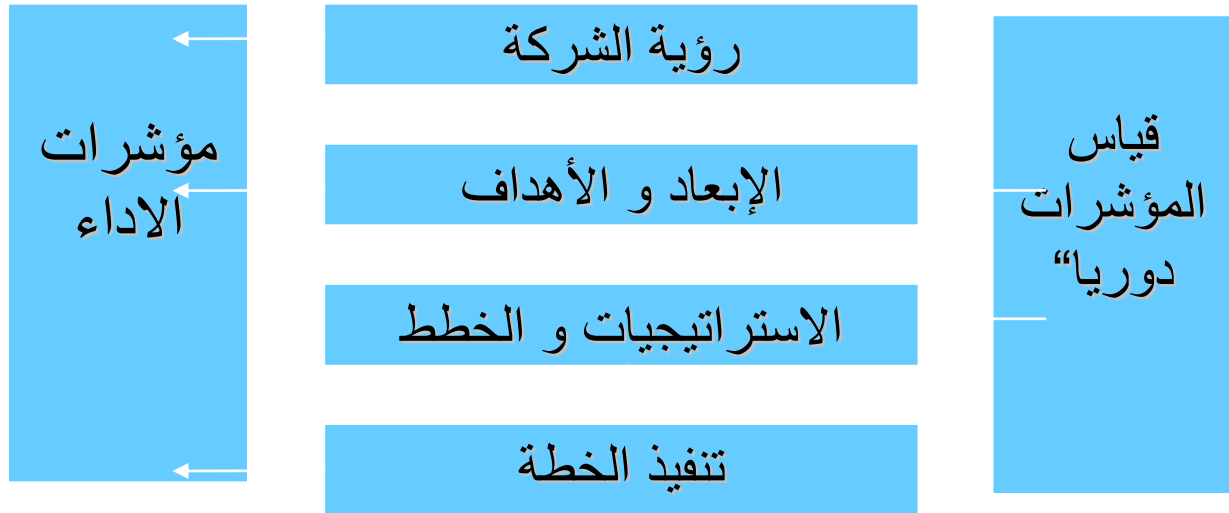 رؤية الشركة
الإبعاد و الأهداف
الاستراتيجيات و الخطط
تنفيذ الخطة
قياس
المؤشرات
دوريا“
مؤشرات
الاداء